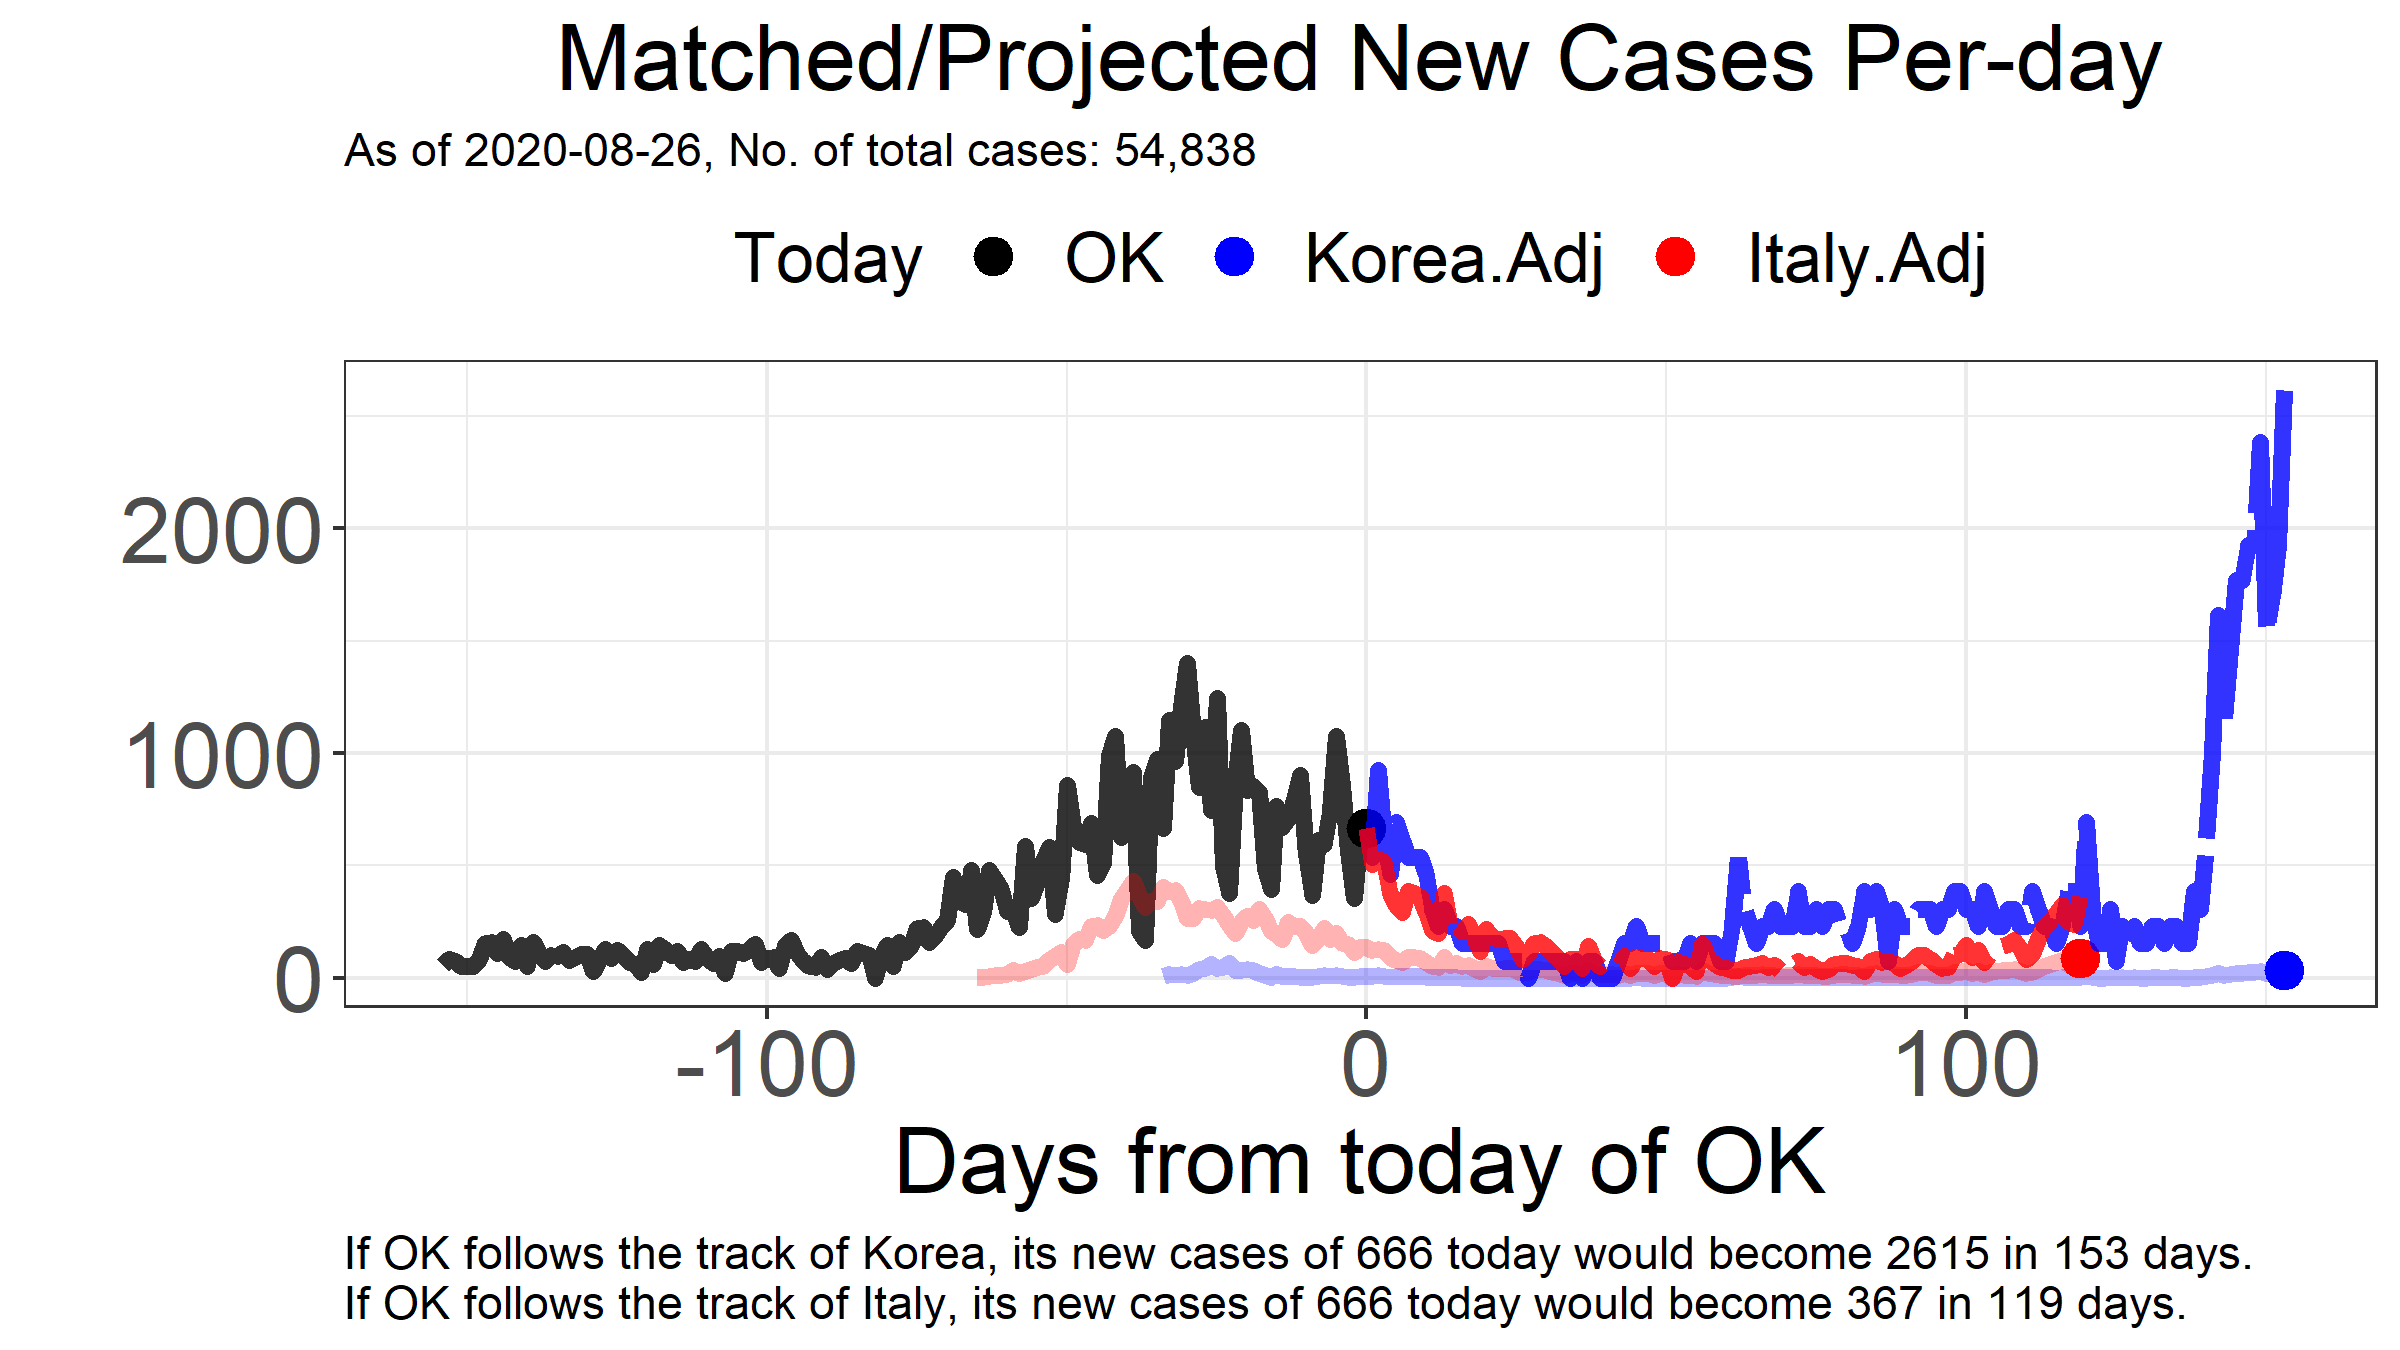 Matched/Projected New Cases Per-day
As of 2020-08-26, No. of total cases: 54,838
Today OK Korea.Adj Italy.Adj
2000
1000
0
-100 0 100
Days from today of OK
If OK follows the track of Korea, its new cases of 666 today would become 2615 in 153 days.
If OK follows the track of Italy, its new cases of 666 today would become 367 in 119 days.